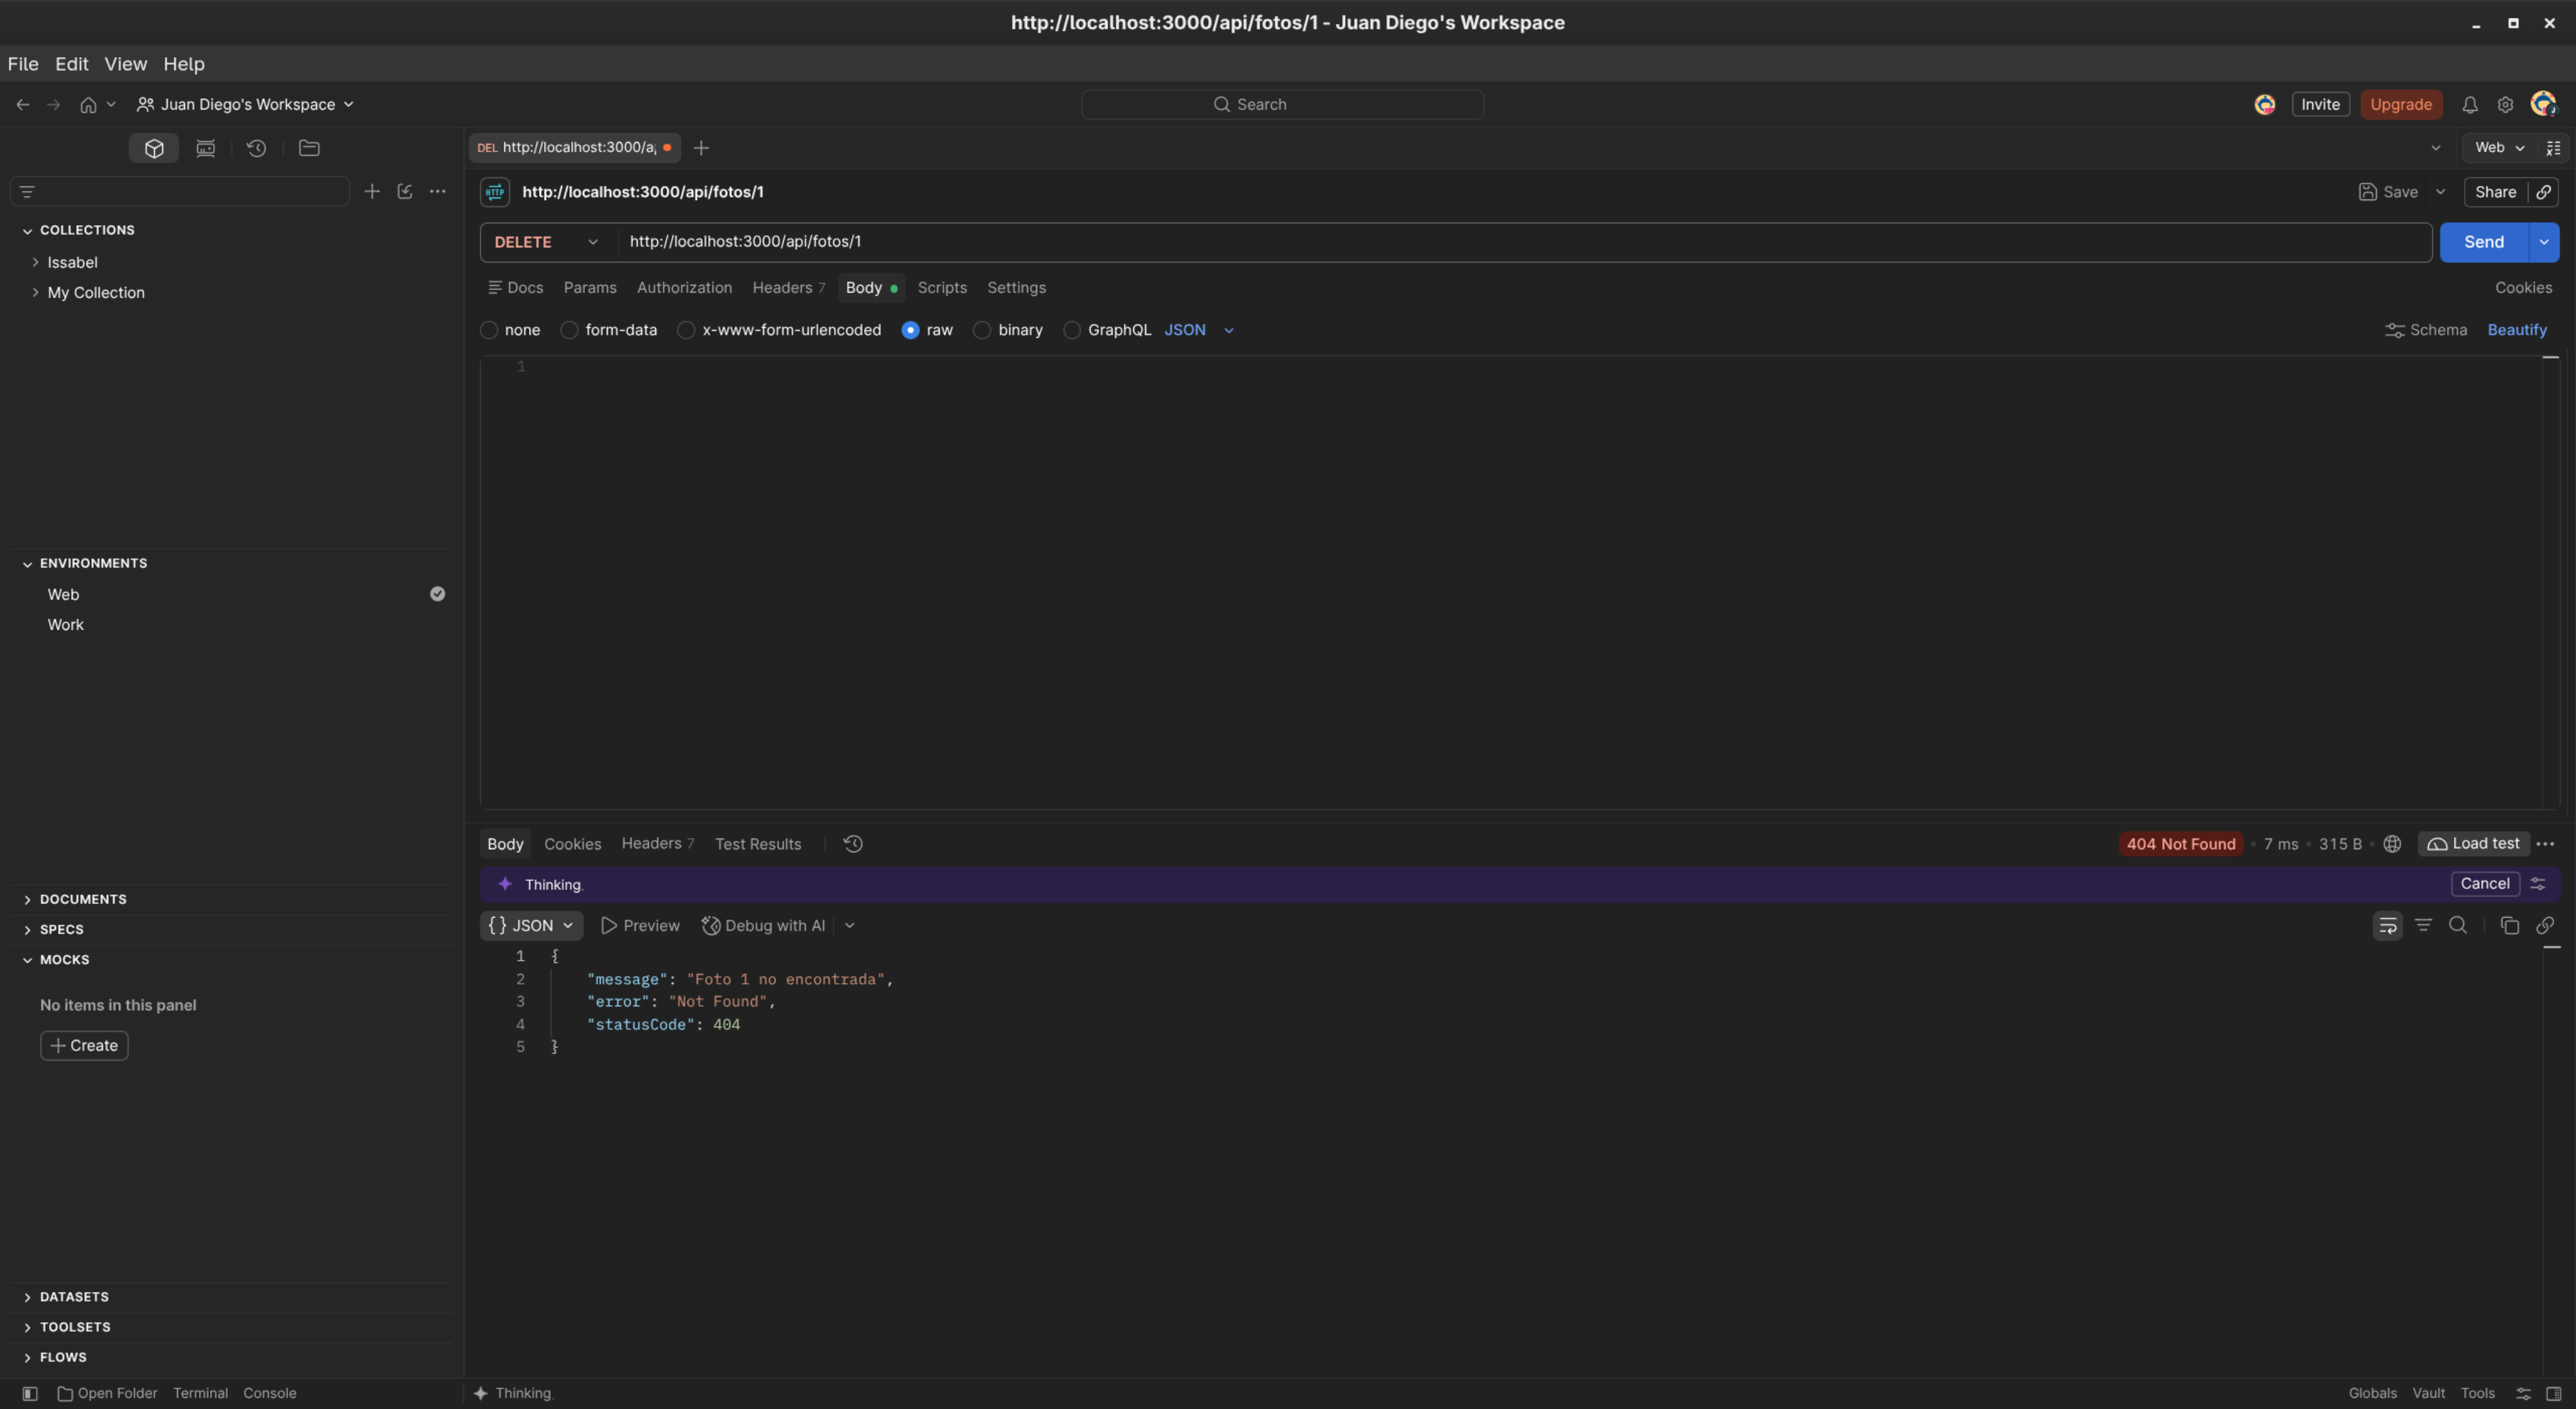 http://localhost:3000/api/fotos/1 - Juan Diego's Workspace
File Edit View Help
Juan Diego's Workspace
Search
Invite
Upgrade
DEL http://localhost:3000/a
Web
http://localhost:3000/api/fotos/1
Save
Share
DELETE
http://localhost:3000/api/fotos/1
Send
Docs Params Authorization Headers 7 Body Scripts Settings
Cookies
none form-data x-www-form-urlencoded raw binary GraphQL JSON
Schema Beautify
1
COLLECTIONS
Issabel
My Collection
ENVIRONMENTS
Web
Work
DOCUMENTS
SPECS
MOCKS
No items in this panel
Create
DATASETS
TOOLSETS
FLOWS
Body Cookies Headers 7 Test Results
404 Not Found 7 ms 315 B
Load test
Thinking.
Cancel
{} JSON Preview Debug with AI
1 {
2 "message": "Foto 1 no encontrada",
3 "error": "Not Found",
4 "statusCode": 404
5 }
Open Folder Terminal Console
Thinking.
Globals Vault Tools